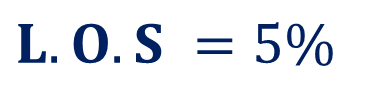 L. O. S = 5%